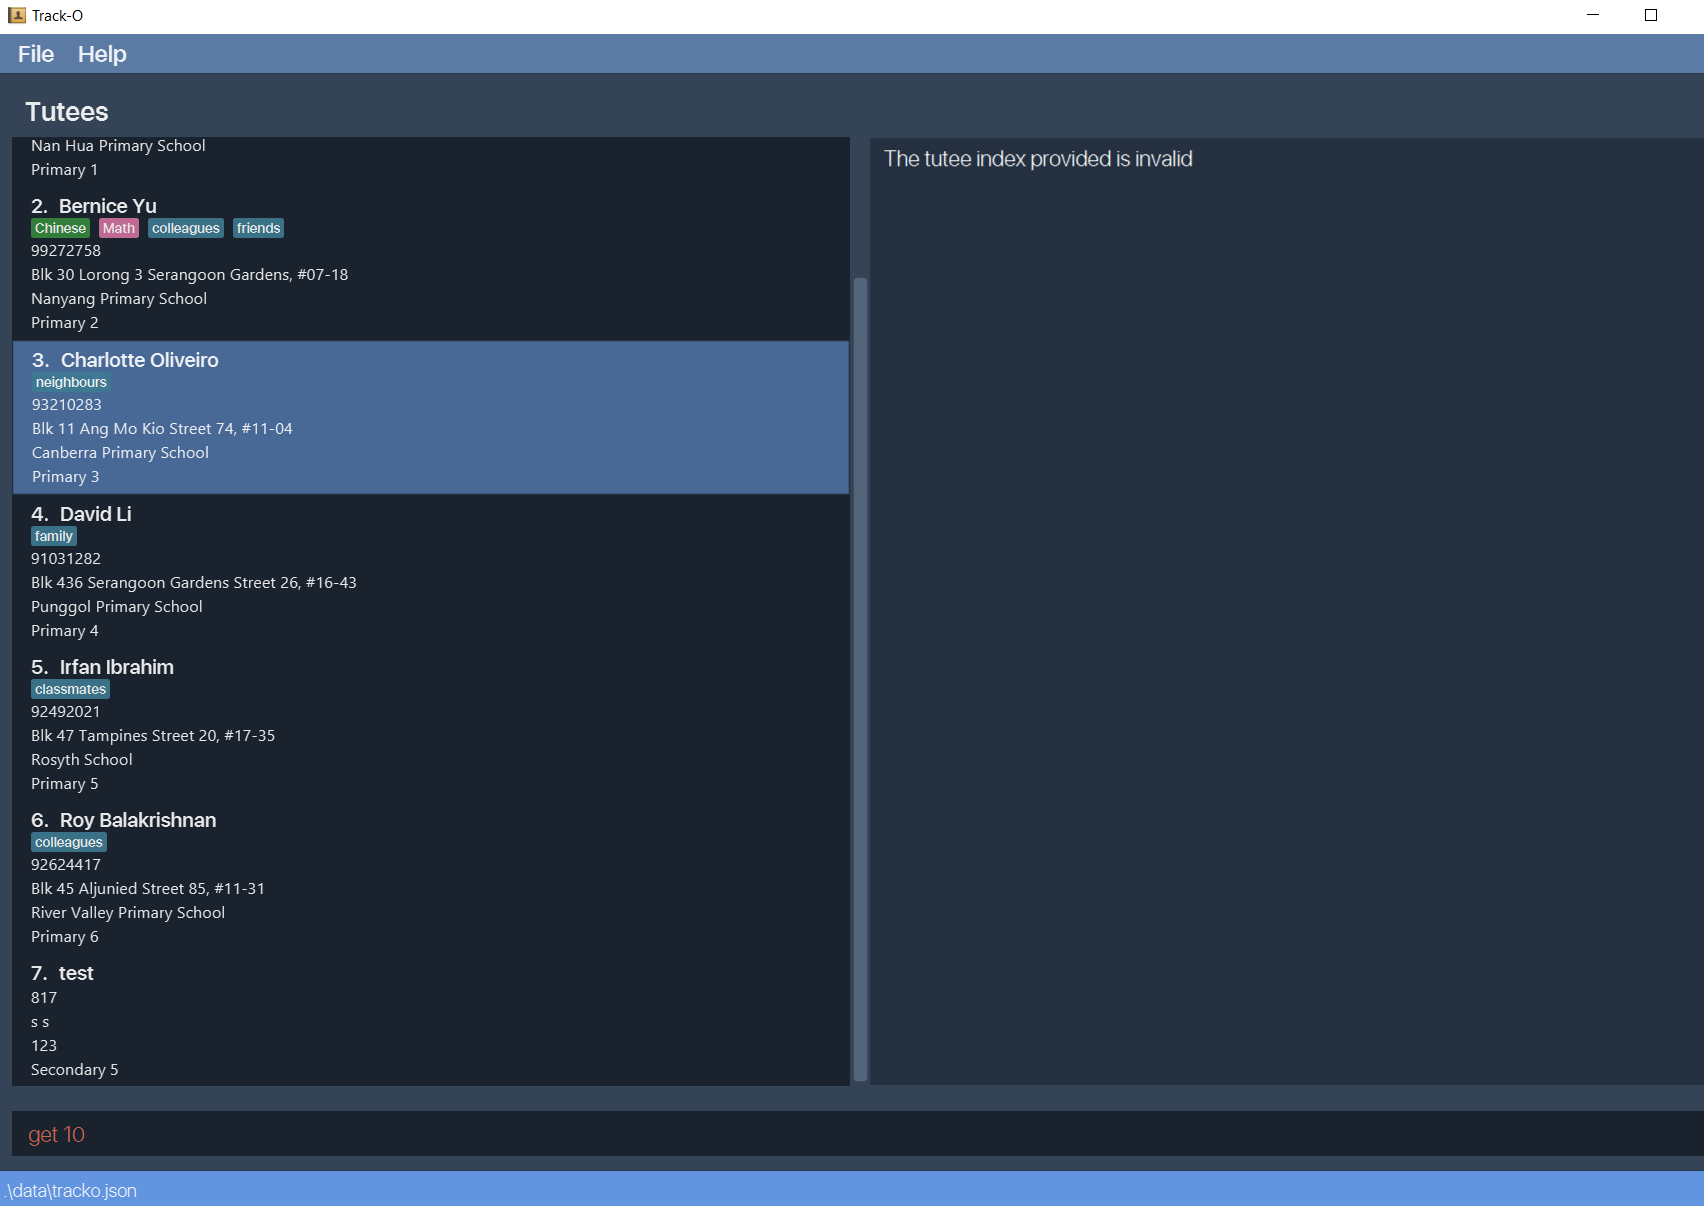 Track-O
File Help
Tutees
Nan Hua Primary School
Primary 1
2. Bernice Yu
Chinese Math colleagues friends
99272758
Blk 30 Lorong 3 Serangoon Gardens, #07-18
Nanyang Primary School
Primary 2
3. Charlotte Oliveiro
neighbours
93210283
Blk 11 Ang Mo Kio Street 74, #11-04
Canberra Primary School
Primary 3
4. David Li
family
91031282
Blk 436 Serangoon Gardens Street 26, #16-43
Punggol Primary School
Primary 4
5. Irfan Ibrahim
classmates
92492021
Blk 47 Tampines Street 20, #17-35
Rosyth School
Primary 5
6. Roy Balakrishnan
colleagues
92624417
Blk 45 Aljunied Street 85, #11-31
River Valley Primary School
Primary 6
7. test
817
s s
123
Secondary 5
The tutee index provided is invalid
get 10
.\data\tracko.json